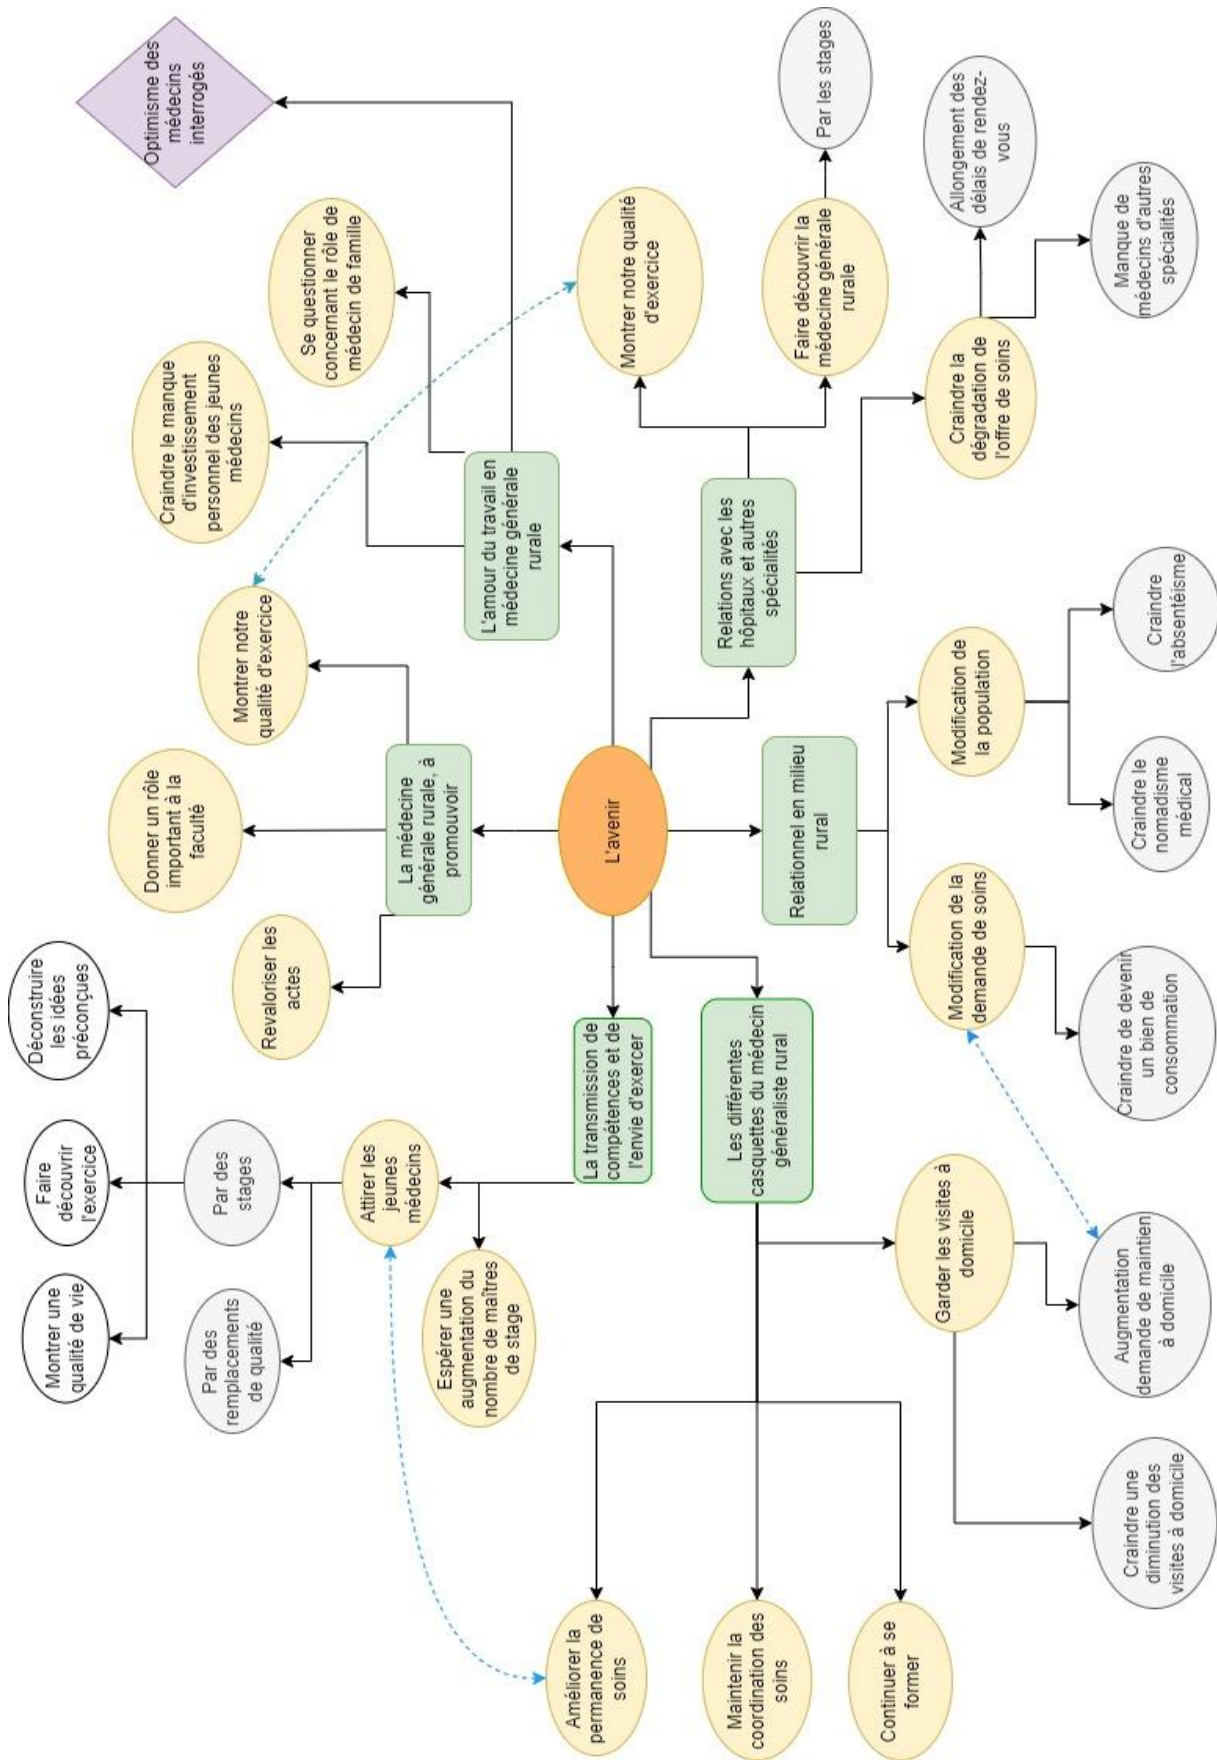 Montrer une
qualité de vie
Faire
découvrir
l'exercice
Déconstruire
les idées
préconçues
Optimisme des
médecins
interrogés
Donner un rôle
important à la
faculté
Craindre le manque
d'investissement
personnel des jeunes
médecins
Par des
remplacements
de qualité
Par des
stages
Revaloriser les
actes
Montrer notre
qualité d'exercice
Se questionner
concernant le rôle de
médecin de famille
Attirer les
jeunes
médecins
La médecine
générale rurale, à
promouvoir
Espérer une
augmentation du
nombre de maîtres
de stage
L'amour du travail en
médecine générale
rurale
Améliorer la
permanence de
soins
La transmission de
compétences et de
l'envie d'exercer
L'avenir
Montrer notre qualité
d'exercice
Maintenir la
coordination des
soins
Les différentes
casquettes du médecin
généraliste rural
Relations avec les
hôpitaux et autres
spécialités
Relationnel en milieu
rural
Faire découvrir la
médecine générale
rurale
Par les stages
Continuer à se
former
Garder les visites à
domicile
Modification de la
demande de soins
Modification de
la population
Craindre la
dégradation de
l'offre de soins
Allongement des
délais de rendez-
vous
Craindre une
diminution des
visites à domicile
Augmentation
demande de maintien
à domicile
Craindre de devenir
un bien de
consommation
Craindre le
nomadisme
médical
Craindre
l'absentéisme
Manque de
médecins d'autres
spécialités